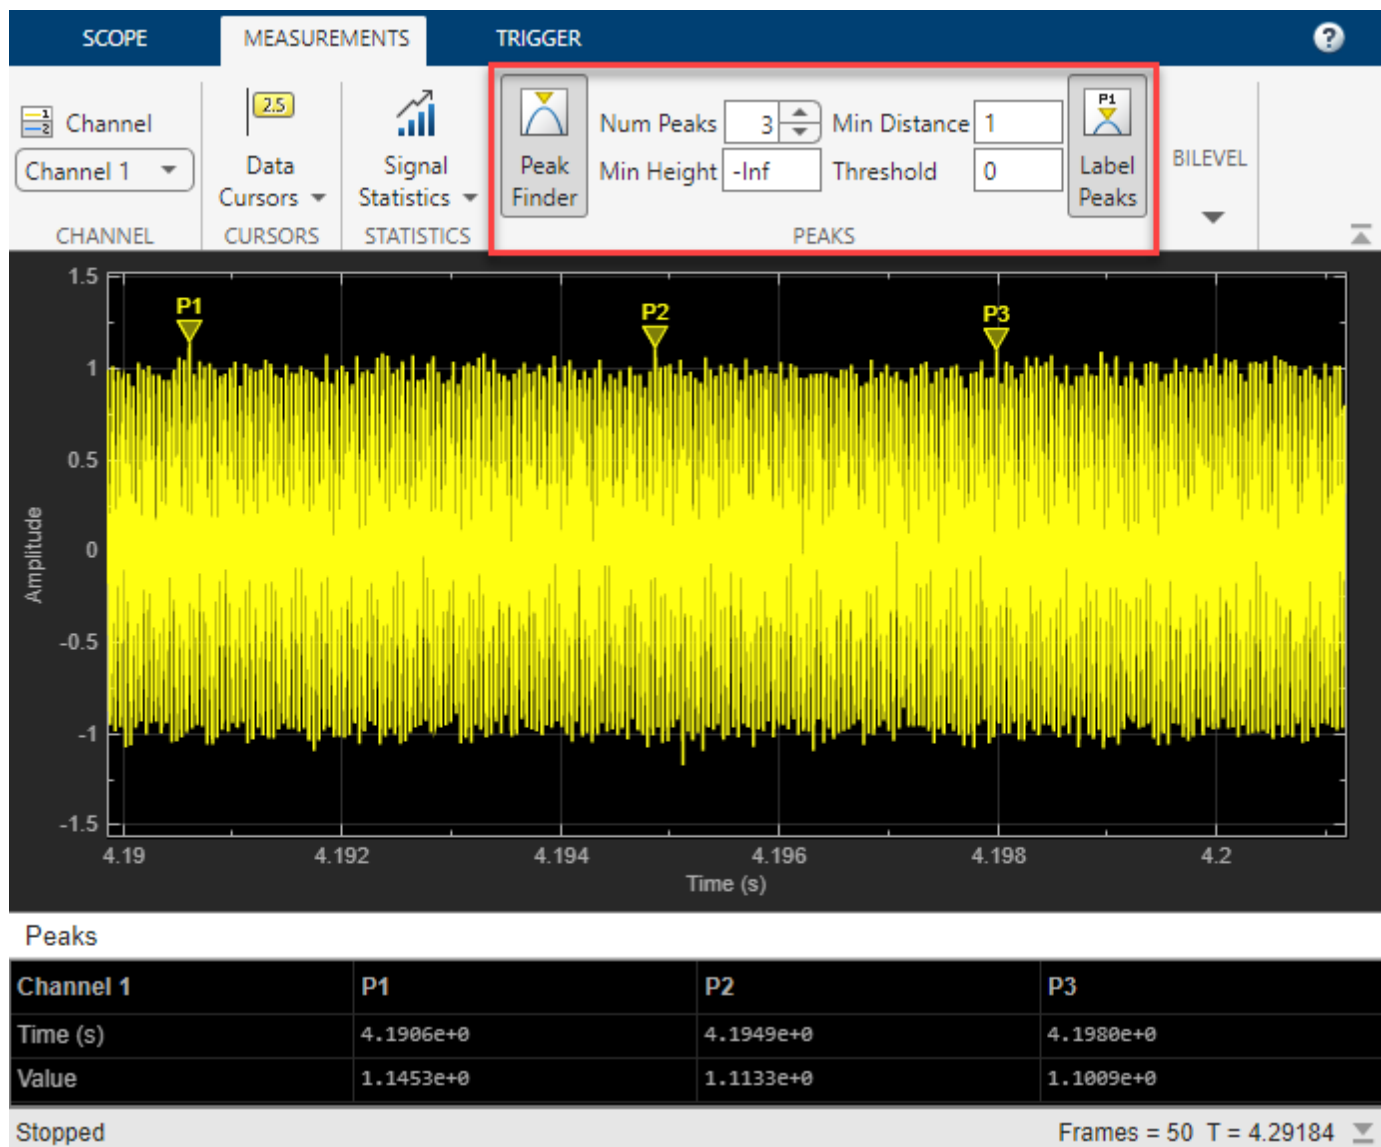 SCOPE MEASUREMENTS TRIGGER ?
1 2 Channel
Channel 1
CHANNEL
2.5
Data
Cursors
CURSORS
Signal
Statistics
STATISTICS
Peak
Finder
Num Peaks 3 Min Distance 1
Min Height -Inf Threshold 0
P1
Label
Peaks
PEAKS
BILEVEL
1.5
1
0.5
0
-0.5
-1
-1.5
Amplitude
P1 P2 P3
4.19 4.192 4.194 4.196 4.198 4.2
Time (s)
Peaks
Channel 1 P1 P2 P3
Time (s) 4.1906e+0 4.1949e+0 4.1980e+0
Value 1.1453e+0 1.1133e+0 1.1009e+0
Stopped Frames = 50 T = 4.29184